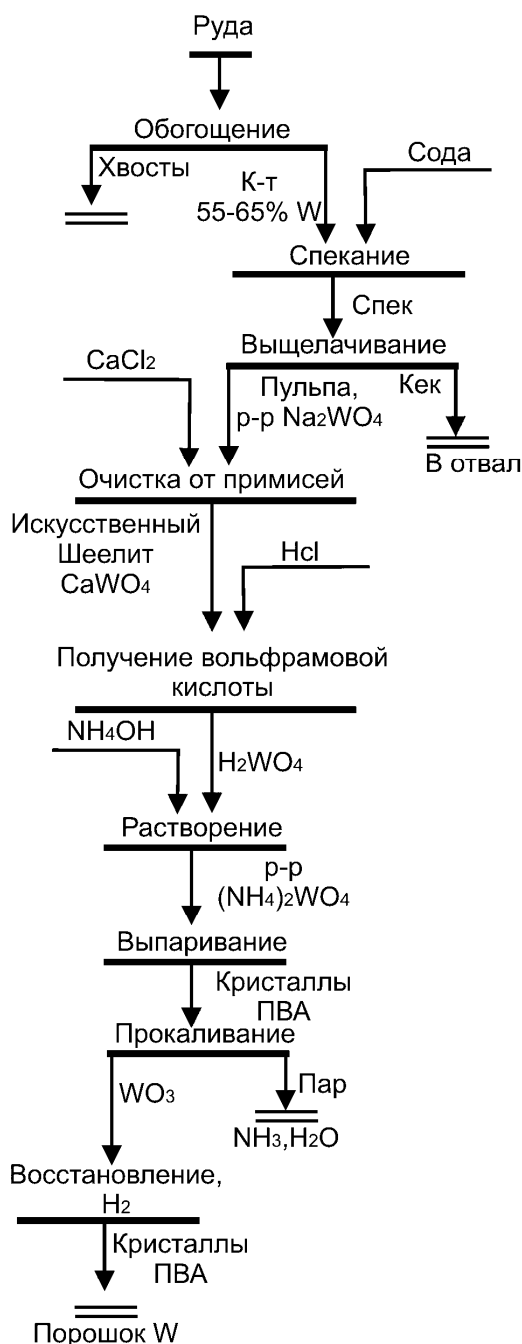 Руда
Обогощение
Хвосты
Сода
К-т
55-65% W
Спекание
Спек
Выщелачивание
CaCl2
Пульпа,
Кек
р-р Na2WO4
В отвал
Очистка от примисей
Искусственный
Шеелит
CaWO4
Hcl
Получение вольфрамовой
кислоты
NH4OH
H2WO4
Растворение
р-р
(NH4)2WO4
Выпаривание
Кристаллы
ПВА
Прокаливание
WO3
Пар
NH3,H2O
Восстановление,
H2
Кристаллы
ПВА
Порошок W